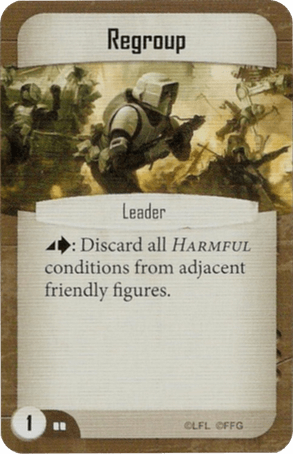 Regroup
Leader
: Discard all HARMFUL
conditions from adjacent
friendly figures.
1
©LFL ©FFG